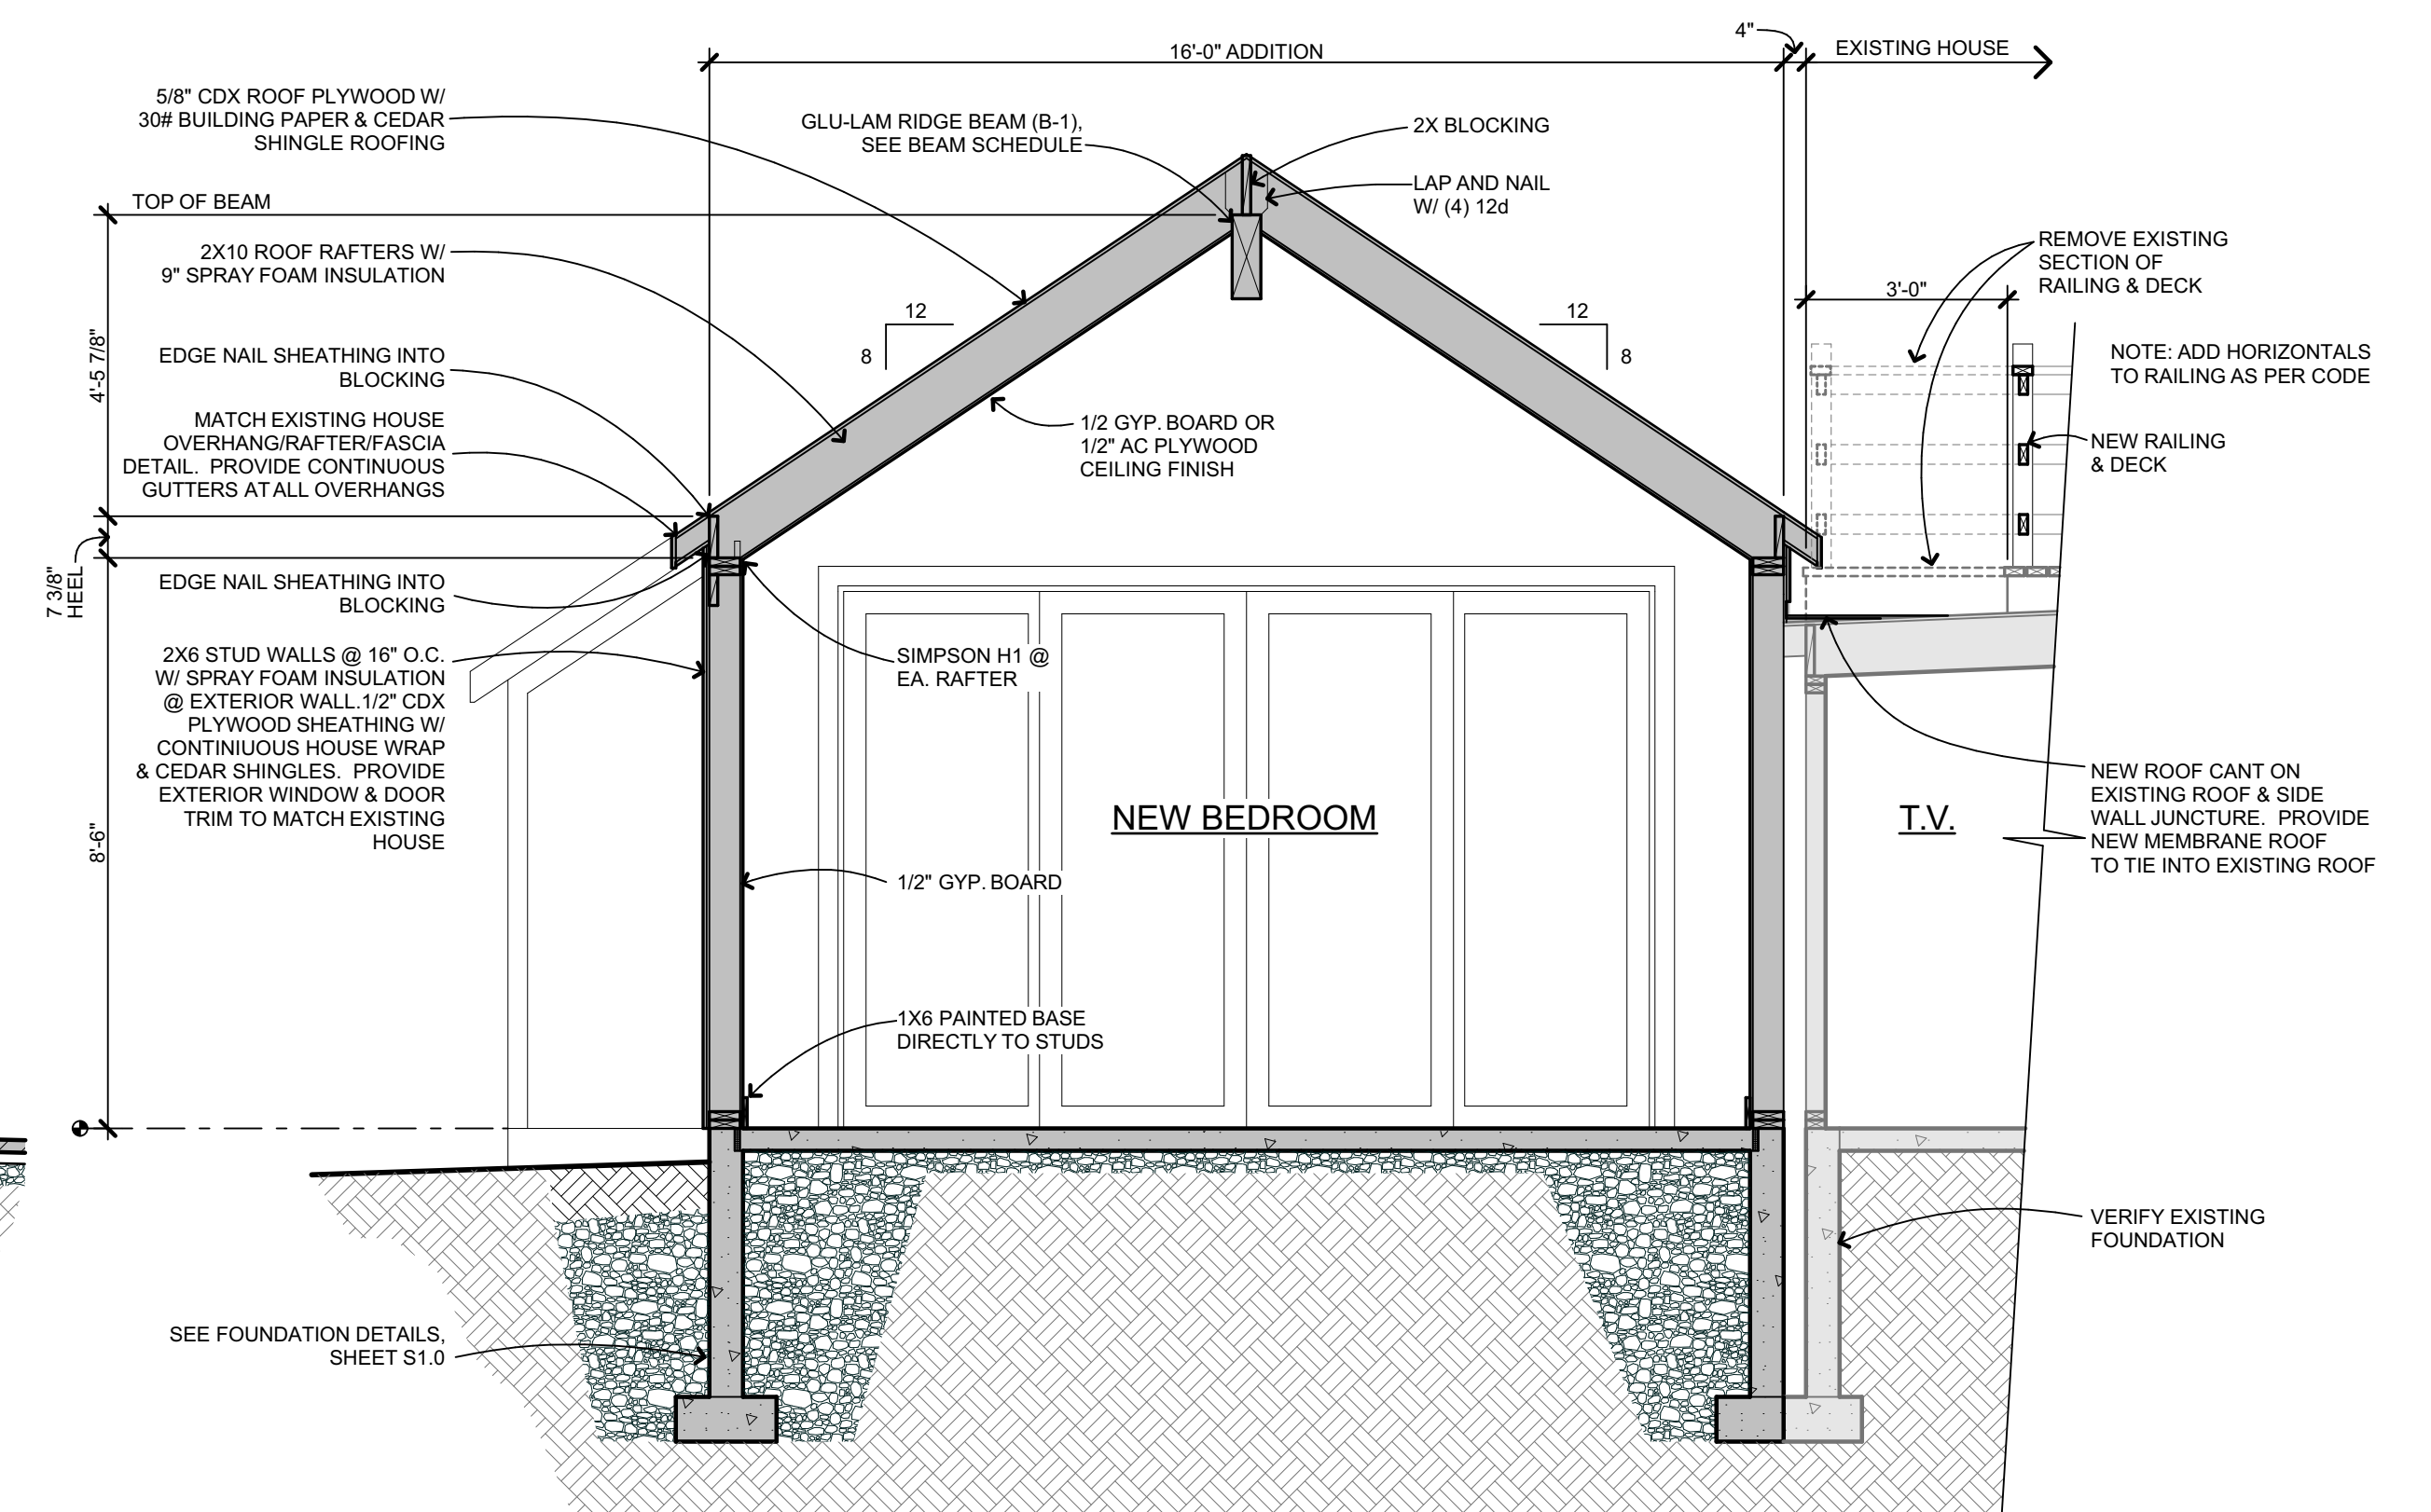 4"
16'-0" ADDITION
EXISTING HOUSE
5/8" CDX ROOF PLYWOOD W/
30# BUILDING PAPER & CEDAR
SHINGLE ROOFING
GLU-LAM RIDGE BEAM (B-1),
SEE BEAM SCHEDULE
2X BLOCKING
LAP AND NAIL
W/ (4) 12d
TOP OF BEAM
2X10 ROOF RAFTERS W/
9" SPRAY FOAM INSULATION
REMOVE EXISTING
SECTION OF
RAILING & DECK
3'-0"
12
8
12
8
4'-5 7/8"
EDGE NAIL SHEATHING INTO
BLOCKING
NOTE: ADD HORIZONTALS
TO RAILING AS PER CODE
MATCH EXISTING HOUSE
OVERHANG/RAFTER/FASCIA
DETAIL. PROVIDE CONTINUOUS
GUTTERS AT ALL OVERHANGS
1/2 GYP. BOARD OR
1/2" AC PLYWOOD
CEILING FINISH
NEW RAILING
& DECK
7 3/8"
HEEL
EDGE NAIL SHEATHING INTO
BLOCKING
2X6 STUD WALLS @ 16" O.C.
W/ SPRAY FOAM INSULATION
@ EXTERIOR WALL.1/2" CDX
PLYWOOD SHEATHING W/
CONTINIUOUS HOUSE WRAP
& CEDAR SHINGLES. PROVIDE
EXTERIOR WINDOW & DOOR
TRIM TO MATCH EXISTING
HOUSE
SIMPSON H1 @
EA. RAFTER
8'-6"
NEW BEDROOM
T.V.
NEW ROOF CANT ON
EXISTING ROOF & SIDE
WALL JUNCTURE. PROVIDE
NEW MEMBRANE ROOF
TO TIE INTO EXISTING ROOF
1/2" GYP. BOARD
1X6 PAINTED BASE
DIRECTLY TO STUDS
VERIFY EXISTING
FOUNDATION
SEE FOUNDATION DETAILS,
SHEET S1.0